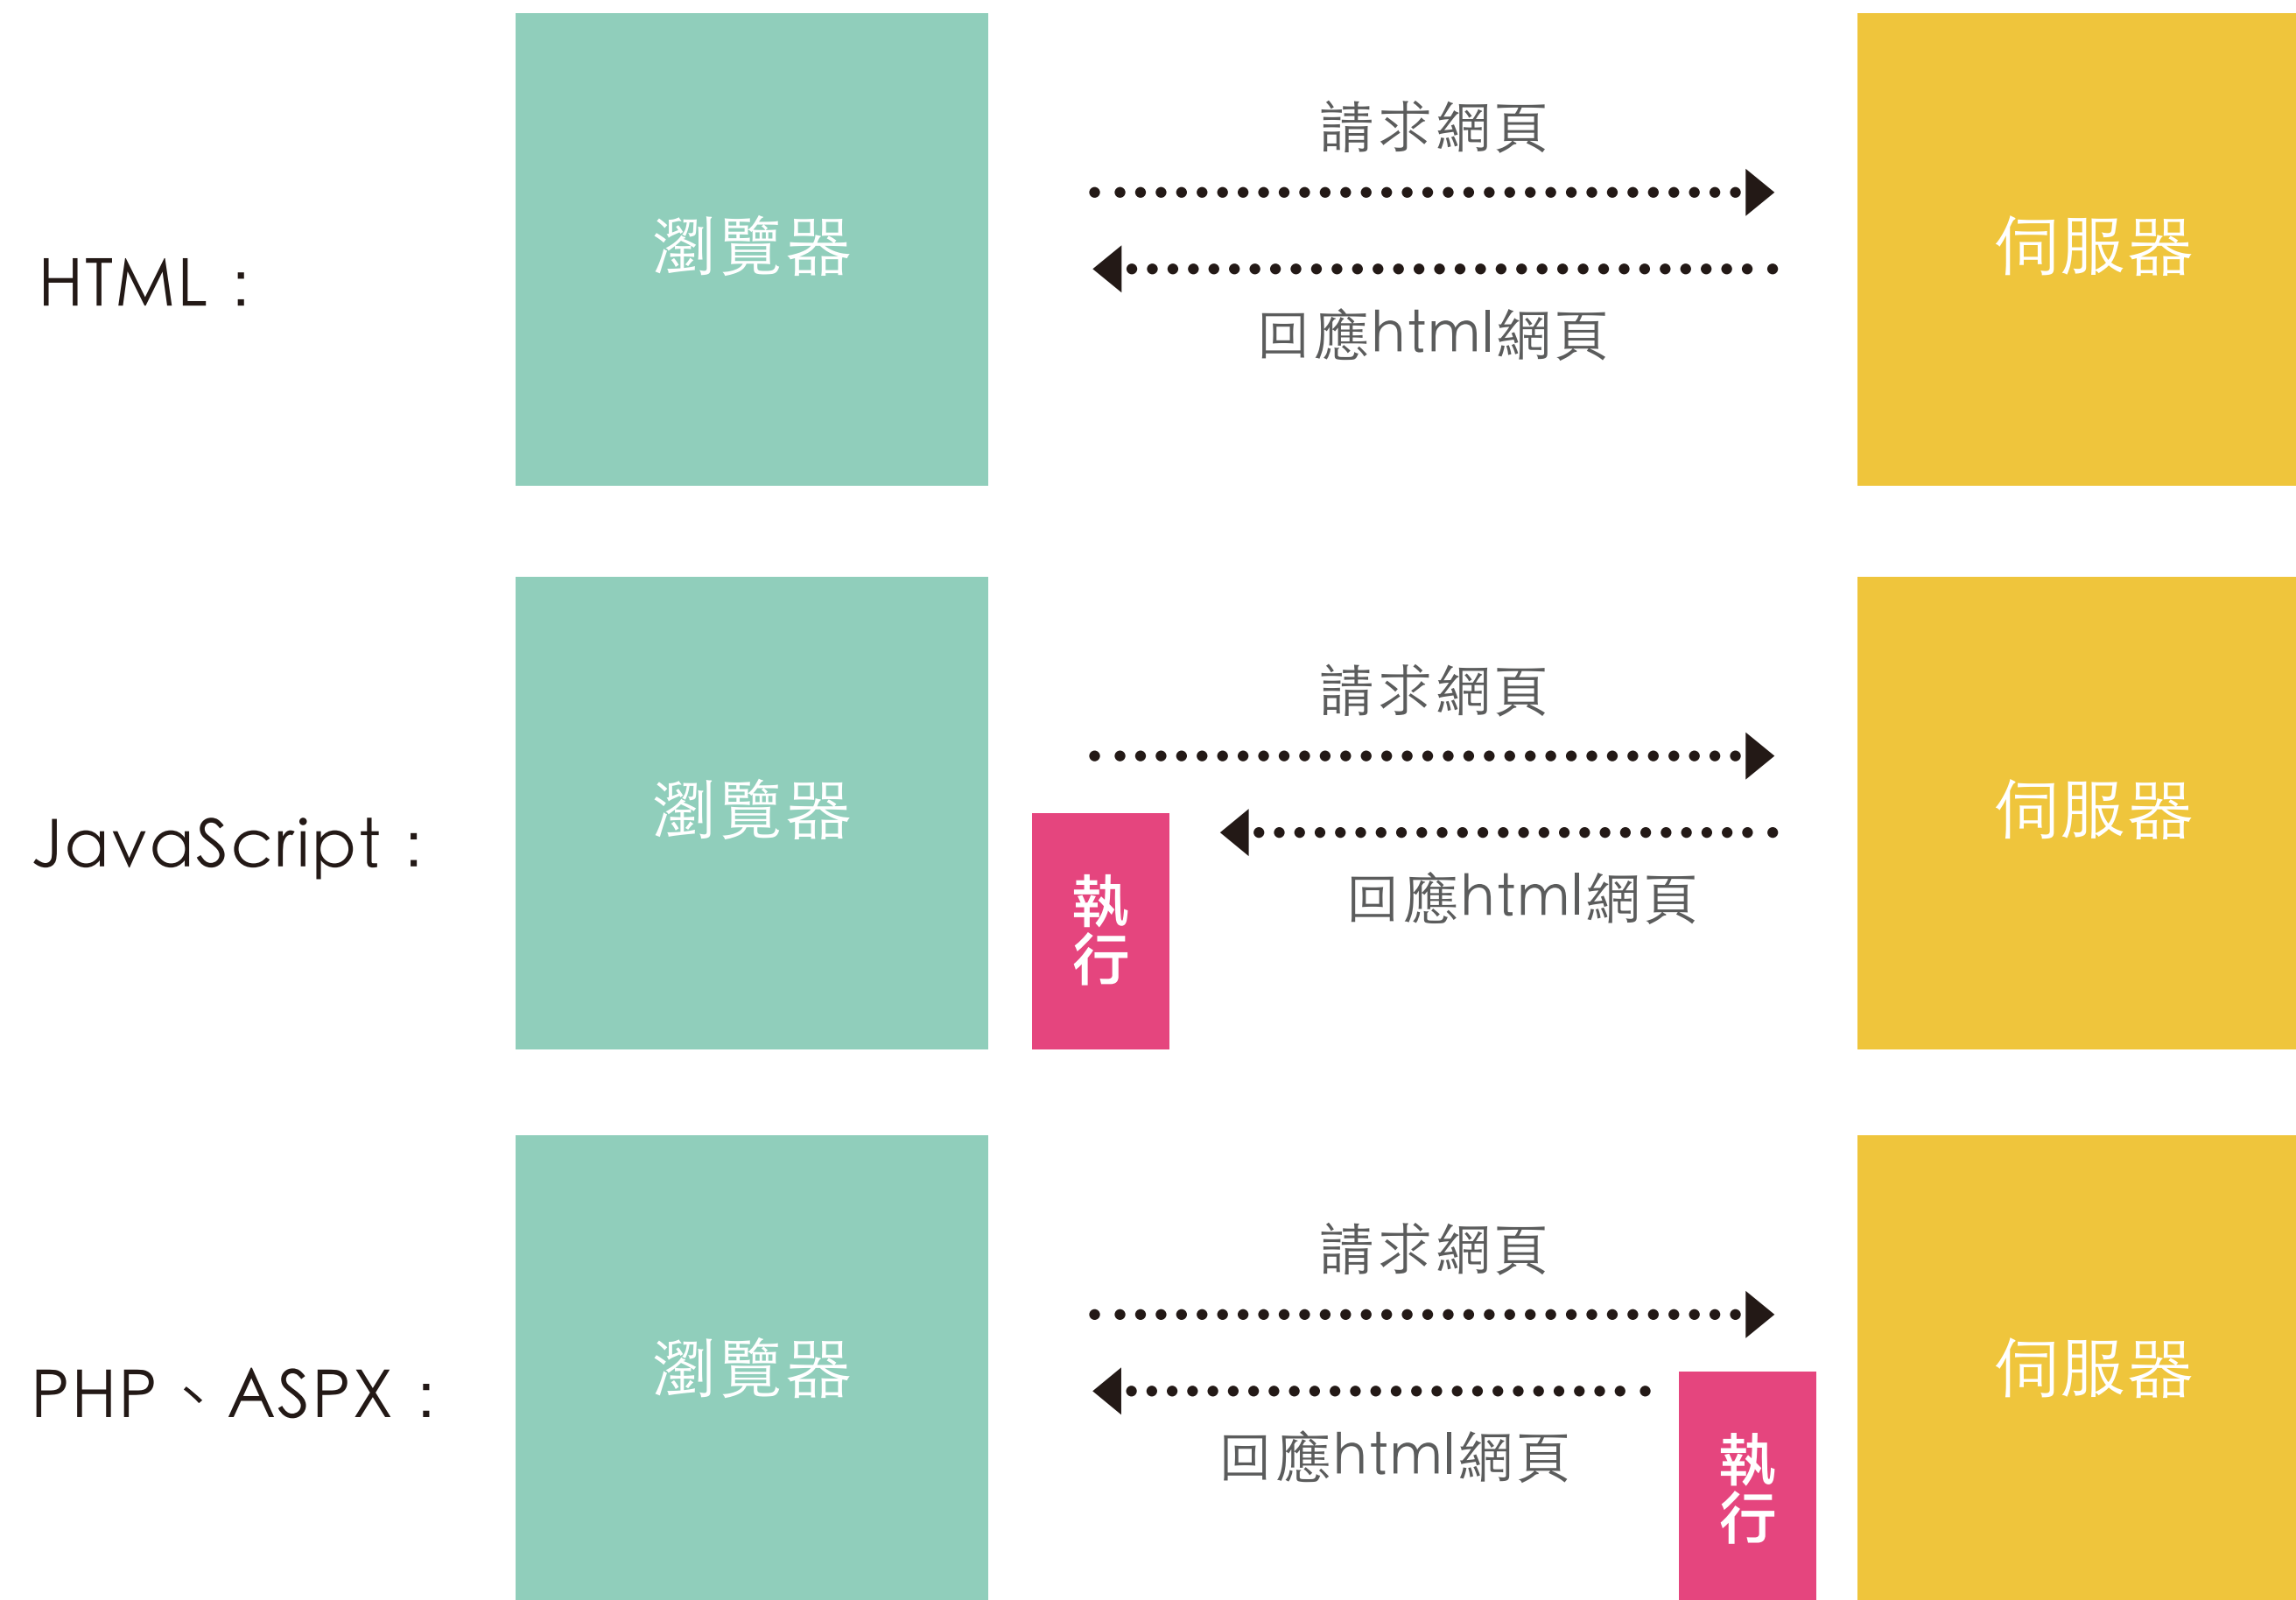 HTML：
瀏覽器
請求網頁
回應html網頁
伺服器
JavaScript：
瀏覽器
請求網頁
執行
回應html網頁
伺服器
PHP、ASPX：
瀏覽器
請求網頁
回應html網頁
執行
伺服器